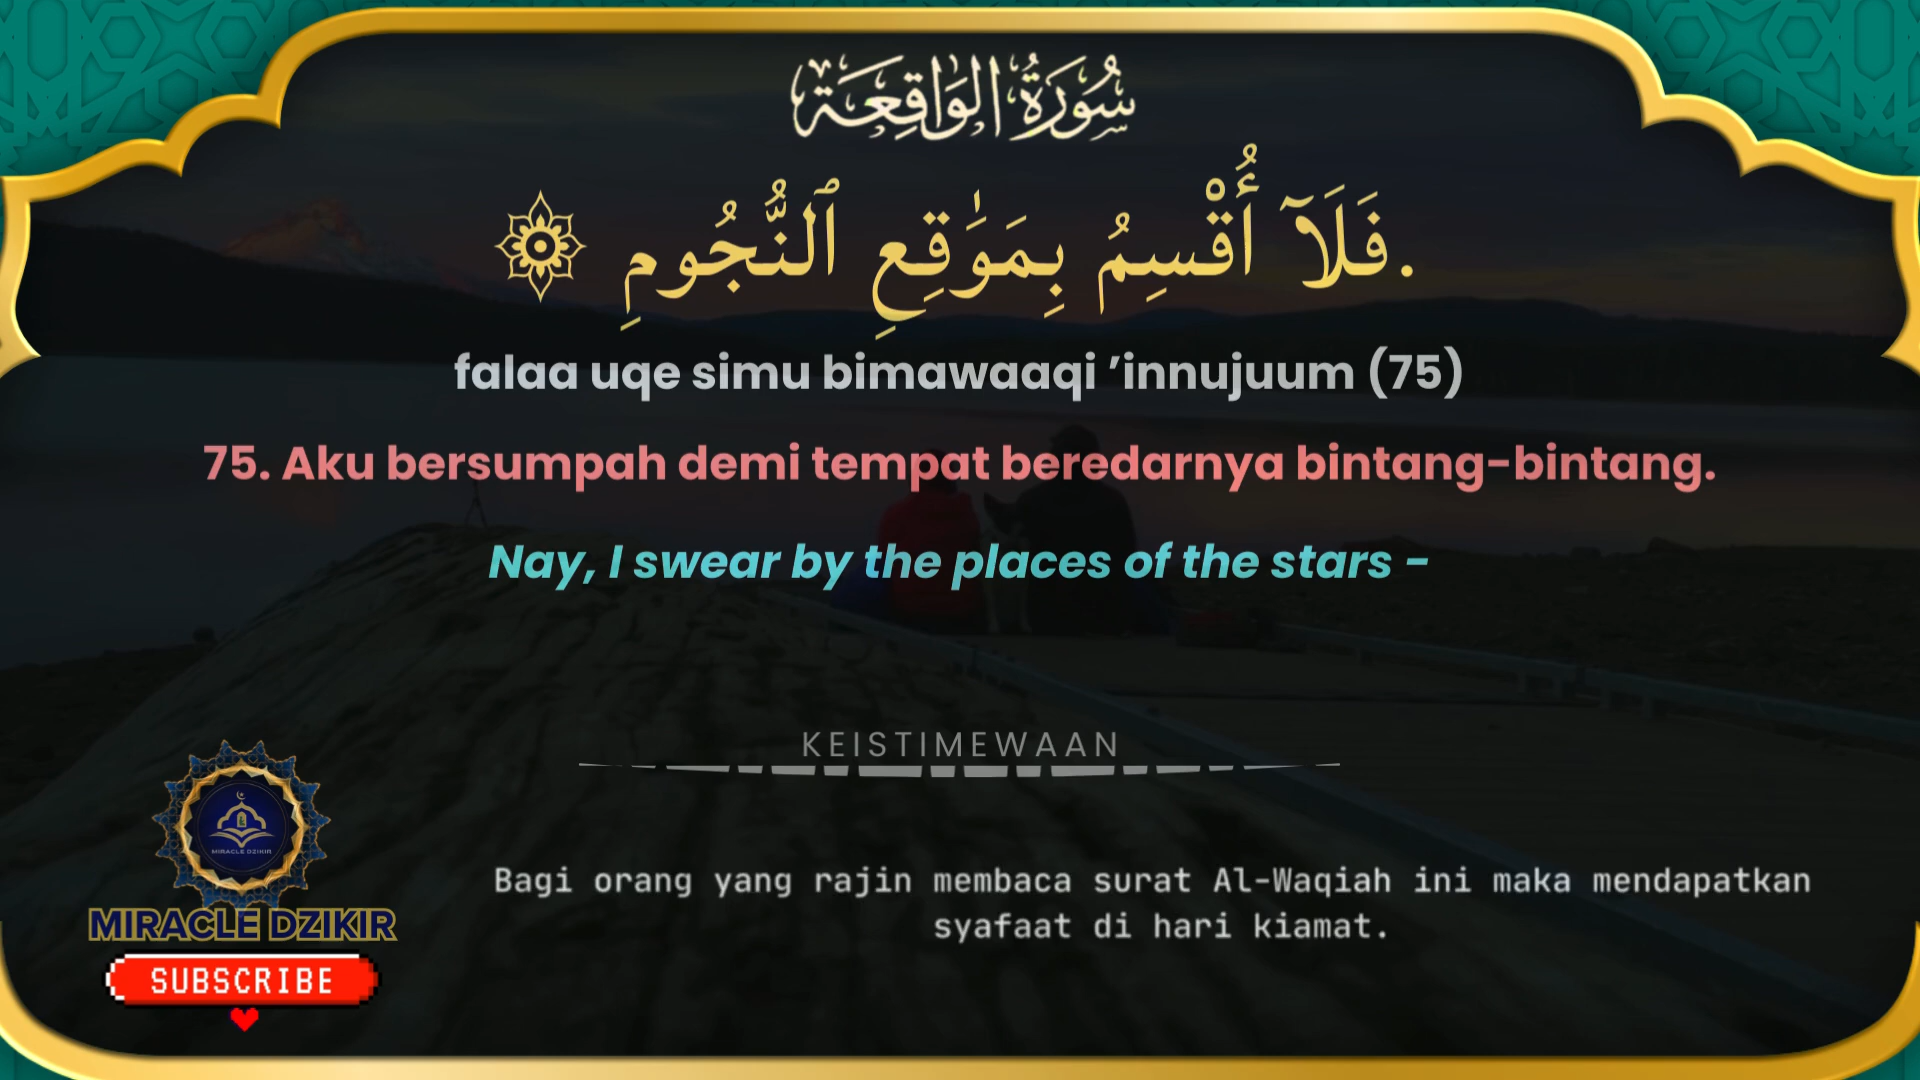 سُورَةُ الوَاقِعَة
.فَلَآ أُقْسِمُ بِمَوَٰقِعِ ٱلنُّجُومِ
falaa uqe simu bimawaaqi ’innujuum (75)
75. Aku bersumpah demi tempat beredarnya bintang-bintang.
Nay, I swear by the places of the stars -
KEISTIMEWAAN
Bagi orang yang rajin membaca surat Al-Waqiah ini maka mendapatkan
syafaat di hari kiamat.
MIRACLE DZIKIR
MIRACLE DZIKIR
SUBSCRIBE